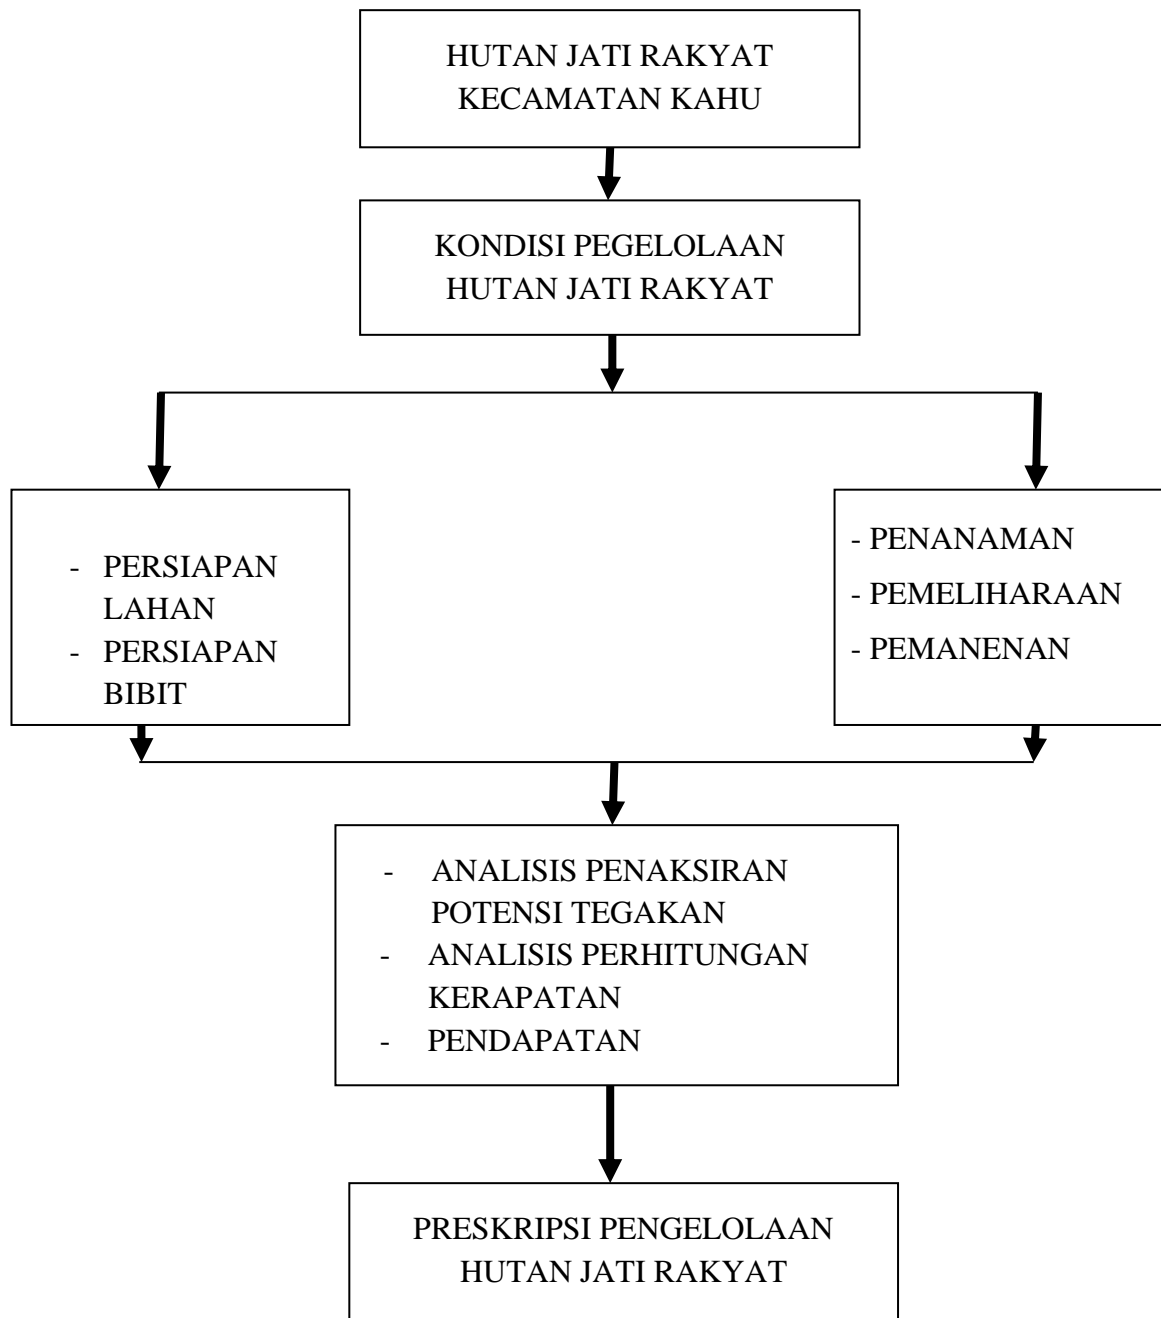 HUTAN JATI RAKYAT
KECAMATAN KAHU
KONDISI PEGELOLAAN
HUTAN JATI RAKYAT
- PERSIAPAN
LAHAN
- PERSIAPAN
BIBIT
- PENANAMAN
- PEMELIHARAAN
- PEMANENAN
- ANALISIS PENAKSIRAN
POTENSI TEGAKAN
- ANALISIS PERHITUNGAN
KERAPATAN
- PENDAPATAN
PRESKRIPSI PENGELOLAAN
HUTAN JATI RAKYAT